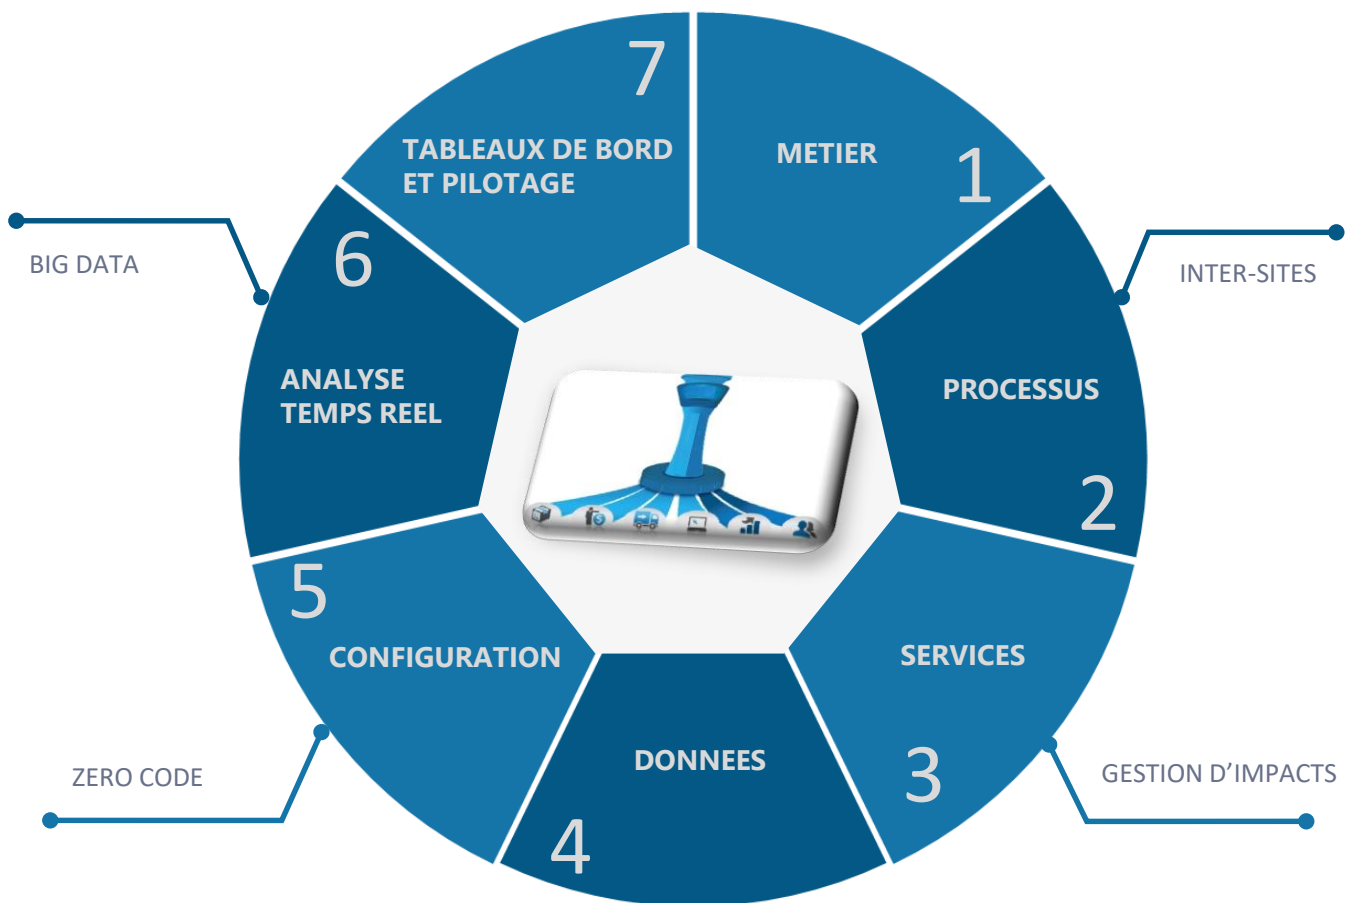 7
TABLEAUX DE BORD
ET PILOTAGE
METIER
1
BIG DATA
6
INTER-SITES
ANALYSE
TEMPS REEL
PROCESSUS
2
5
CONFIGURATION
SERVICES
ZERO CODE
DONNEES
3
GESTION D’IMPACTS
4